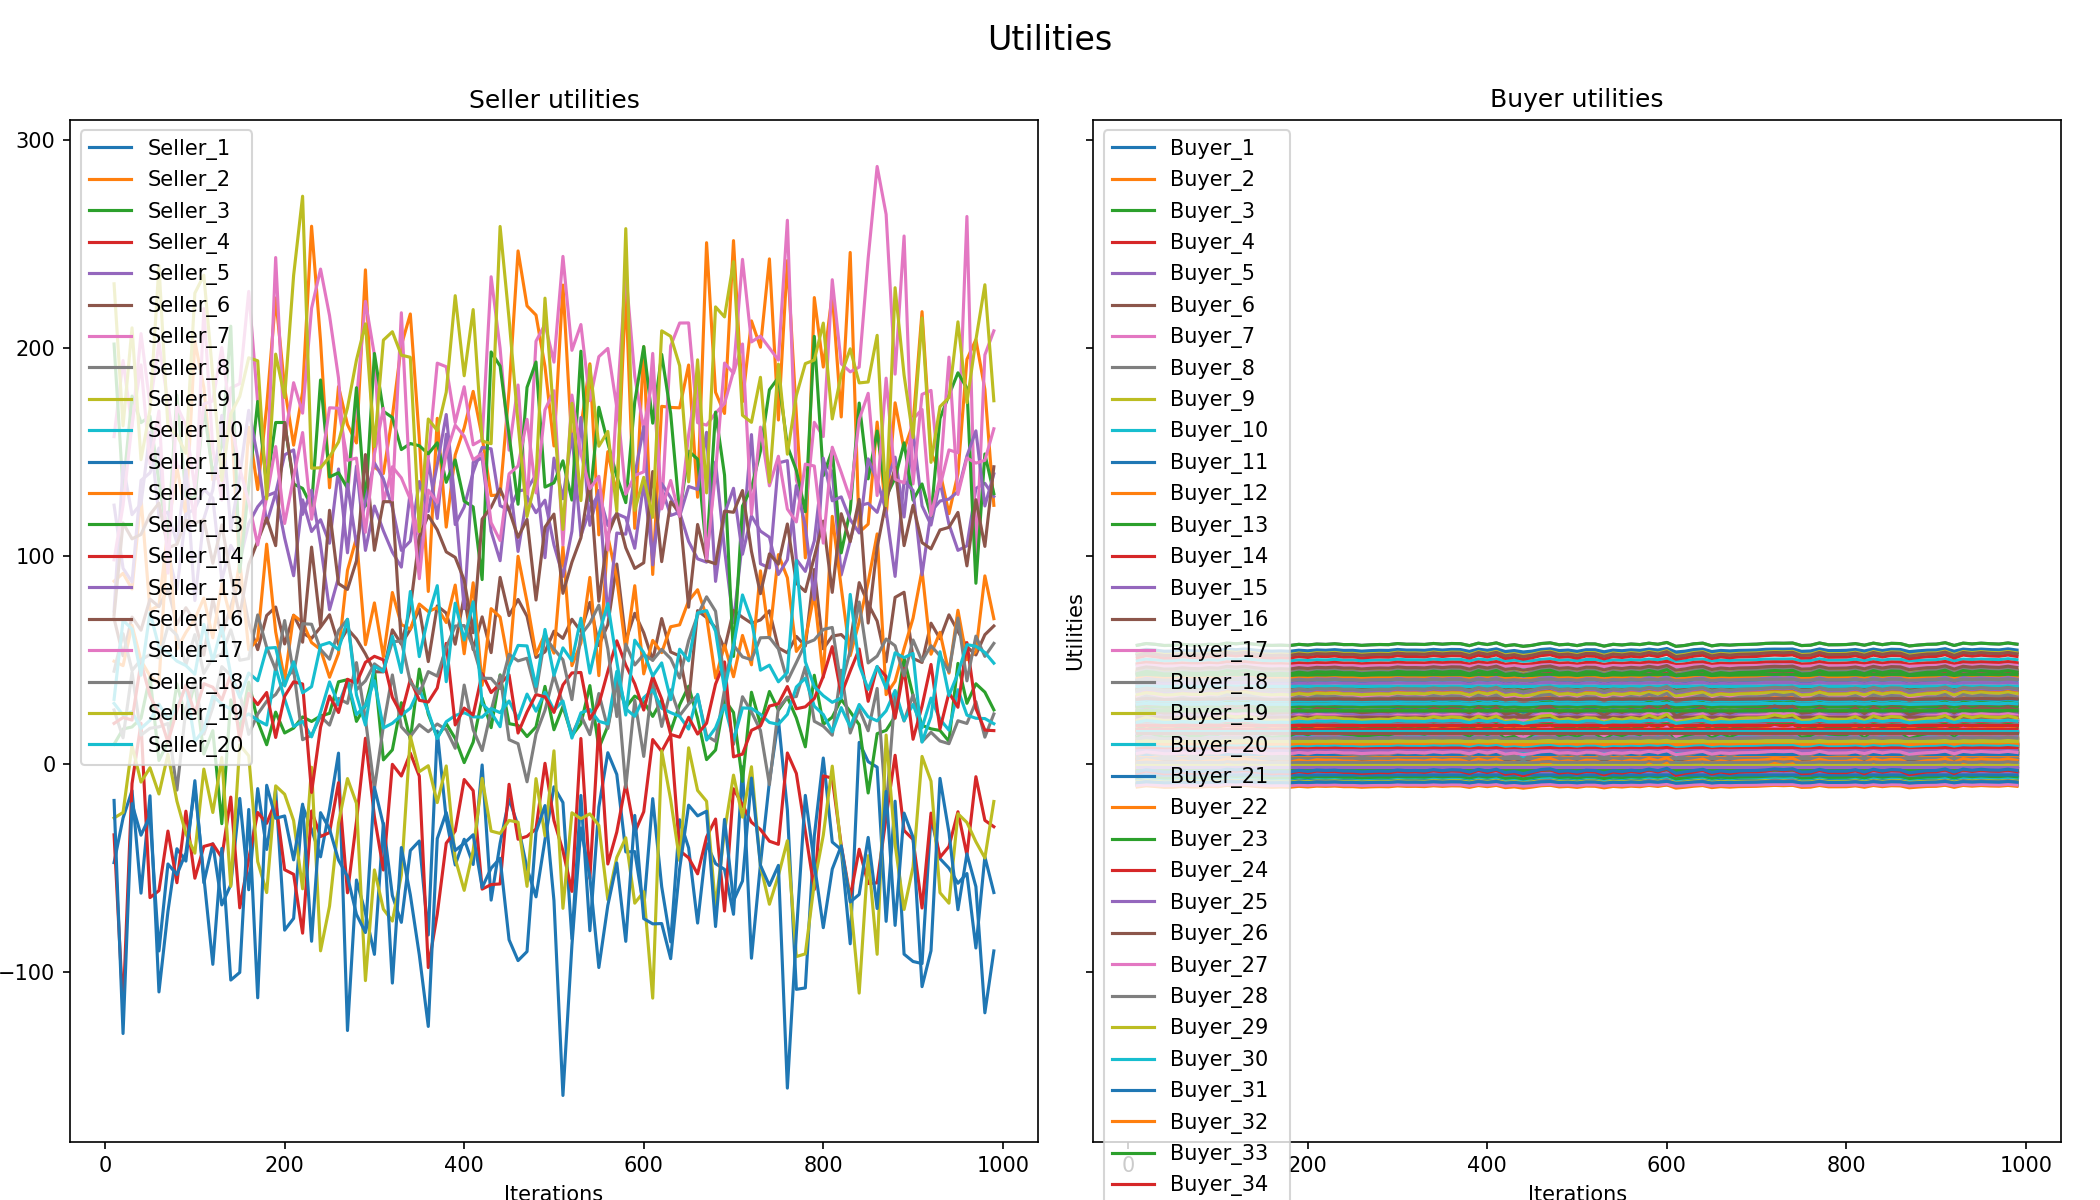 Utilities
Seller utilities
300
200
100
0
−100
Seller_1
Seller_2
Seller_3
Seller_4
Seller_5
Seller_6
Seller_7
Seller_8
Seller_9
Seller_10
Seller_11
Seller_12
Seller_13
Seller_14
Seller_15
Seller_16
Seller_17
Seller_18
Seller_19
Seller_20
0 200 400 600 800 1000
Iterations
Buyer utilities
Utilities
Buyer_1
Buyer_2
Buyer_3
Buyer_4
Buyer_5
Buyer_6
Buyer_7
Buyer_8
Buyer_9
Buyer_10
Buyer_11
Buyer_12
Buyer_13
Buyer_14
Buyer_15
Buyer_16
Buyer_17
Buyer_18
Buyer_19
Buyer_20
Buyer_21
Buyer_22
Buyer_23
Buyer_24
Buyer_25
Buyer_26
Buyer_27
Buyer_28
Buyer_29
Buyer_30
Buyer_31
Buyer_32
Buyer_33
Buyer_34
0 200 400 600 800 1000
Iterations